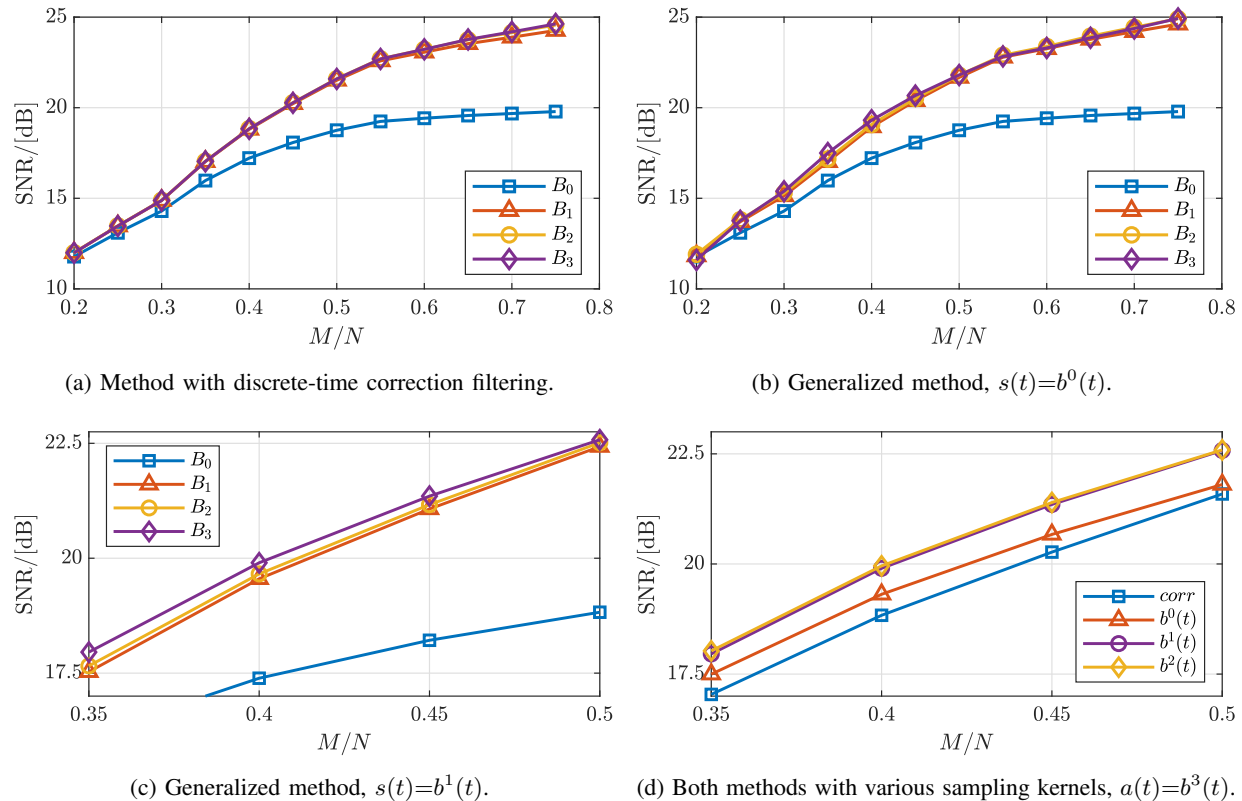 SNR/[dB]
25
20
15
10
0.2 0.3 0.4 0.5 0.6 0.7 0.8
M/N
B₀
B₁
B₂
B₃
(a) Method with discrete-time correction filtering.
SNR/[dB]
25
20
15
10
0.2 0.3 0.4 0.5 0.6 0.7 0.8
M/N
B₀
B₁
B₂
B₃
(b) Generalized method, s(t)=b⁰(t).
SNR/[dB]
22.5
20
17.5
0.35 0.4 0.45 0.5
M/N
B₀
B₁
B₂
B₃
(c) Generalized method, s(t)=b¹(t).
SNR/[dB]
22.5
20
17.5
0.35 0.4 0.45 0.5
M/N
corr
b⁰(t)
b¹(t)
b²(t)
(d) Both methods with various sampling kernels, a(t)=b³(t).